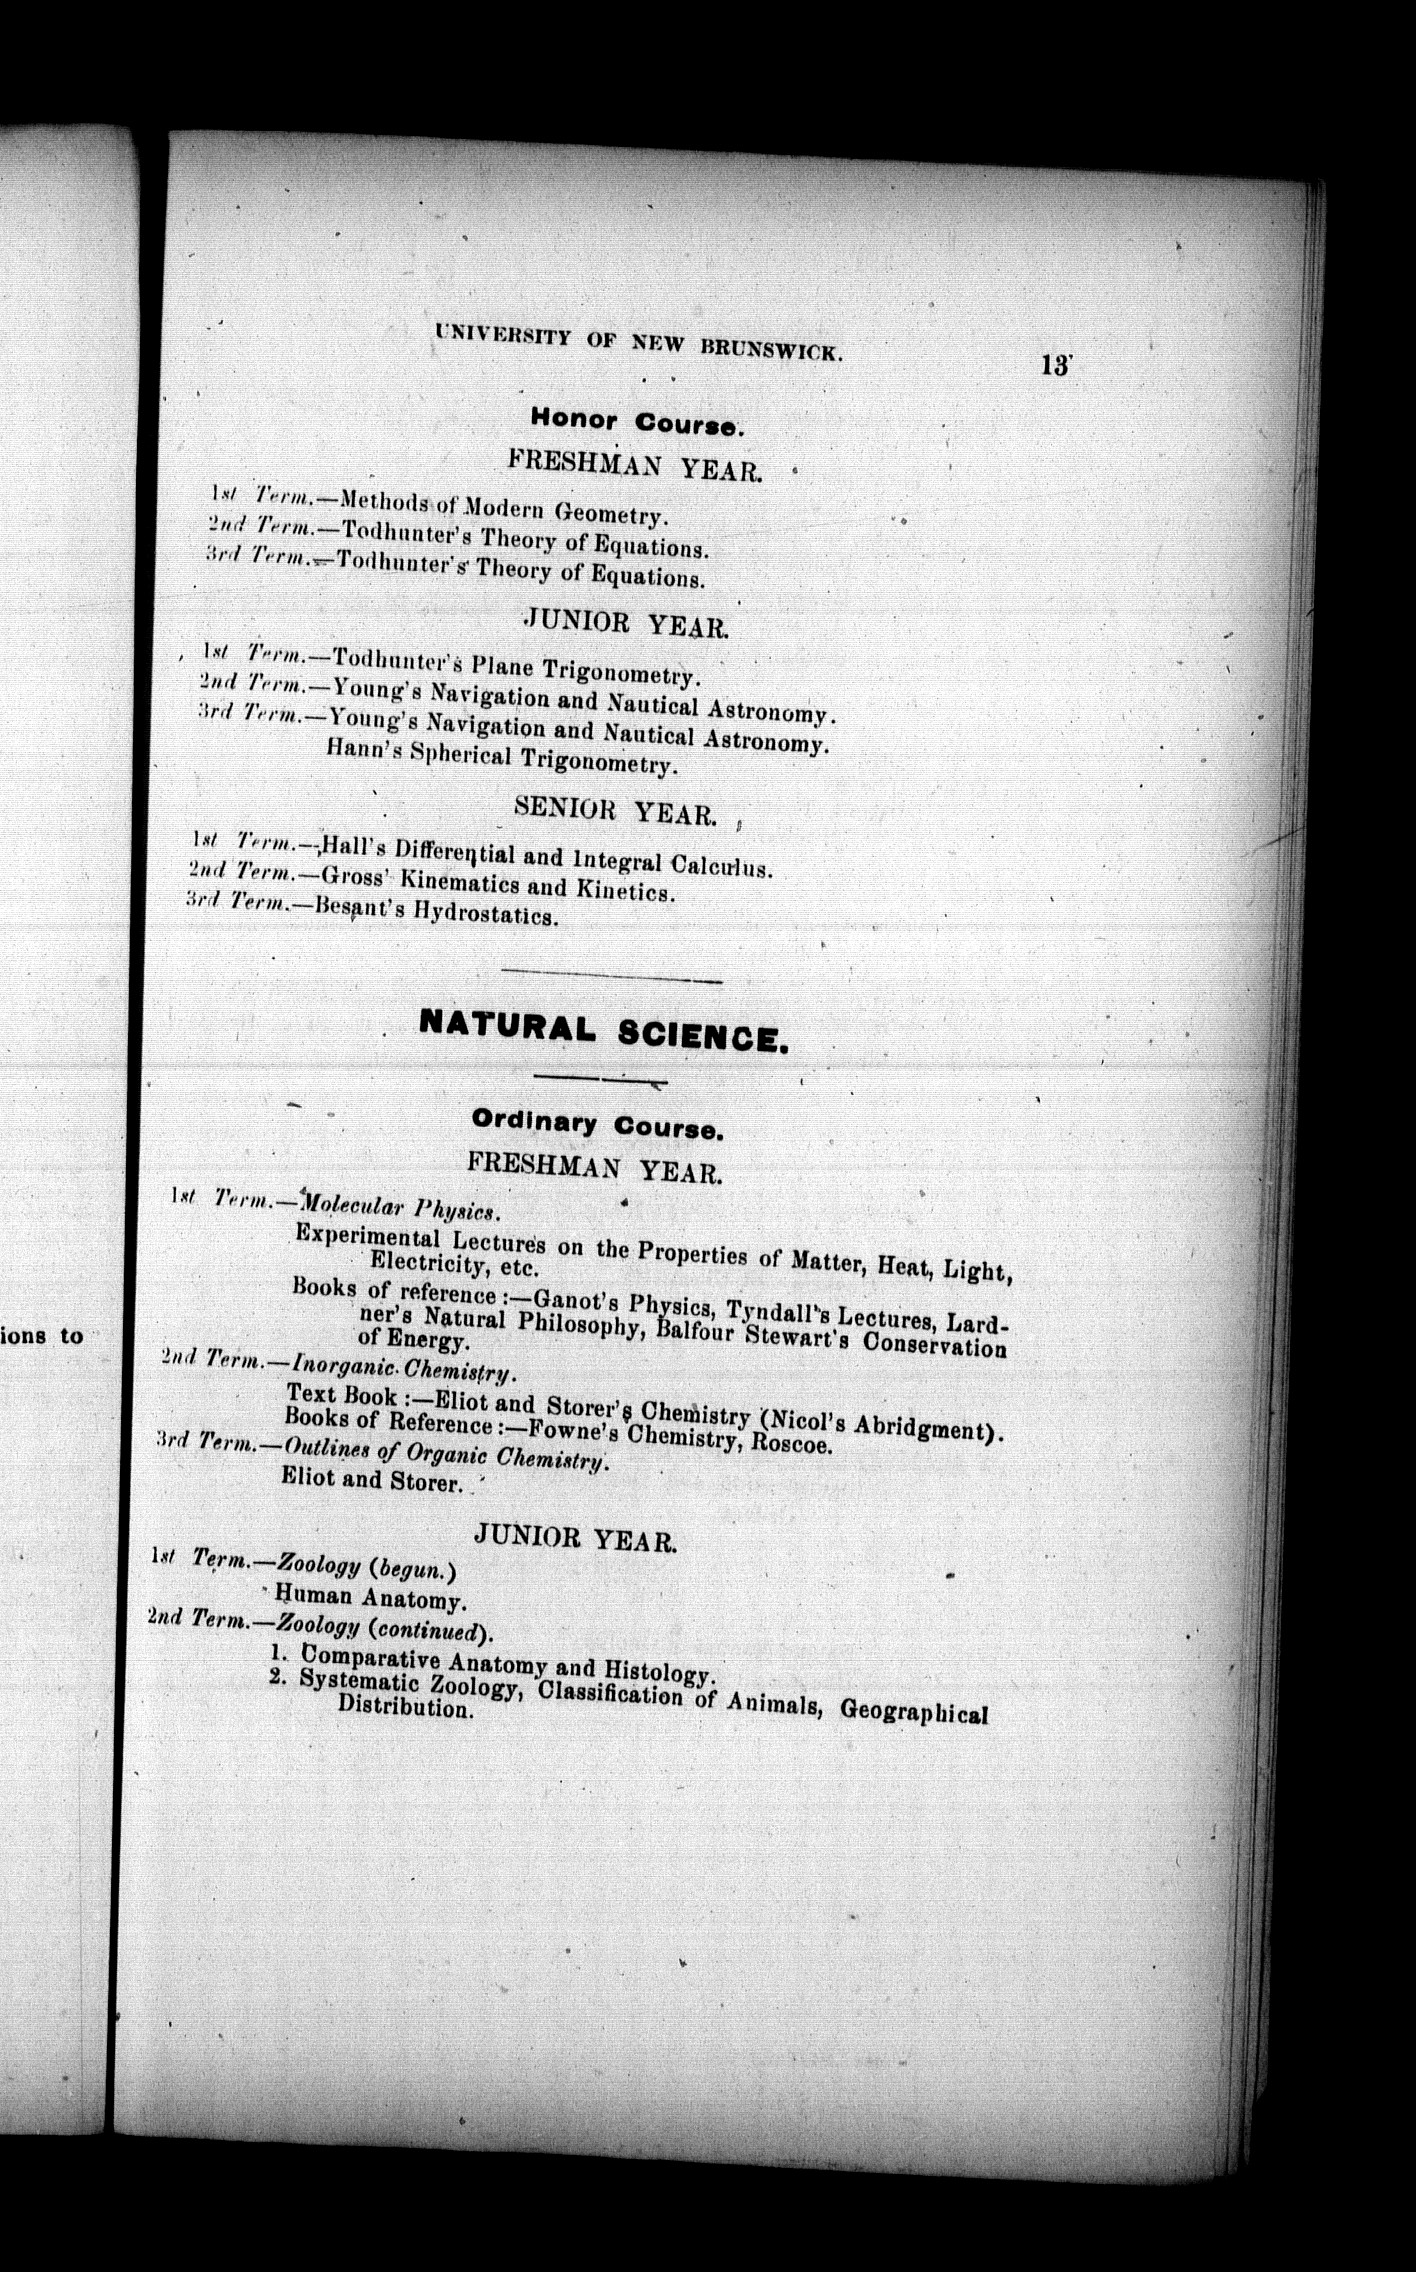 UNIVERSITY OF NEW BRUNSWICK. 13
Honor Course.
FRESHMAN YEAR.
1st Term.—Methods of Modern Geometry.
2nd Term.—Todhunter's Theory of Equations.
3rd Term.—Todhunter's Theory of Equations.
JUNIOR YEAR.
1st Term.—Todhunter's Plane Trigonometry.
2nd Term.—Young's Navigation and Nautical Astronomy.
3rd Term.—Young's Navigation and Nautical Astronomy.
Hann's Spherical Trigonometry.
SENIOR YEAR.
1st Term.—Hall's Differential and Integral Calculus.
2nd Term.—Gross' Kinematics and Kinetics.
3rd Term.—Besant's Hydrostatics.
NATURAL SCIENCE.
Ordinary Course.
FRESHMAN YEAR.
1st Term.—Molecular Physics.
Experimental Lectures on the Properties of Matter, Heat, Light,
Electricity, etc.
Books of reference :—Ganot's Physics, Tyndall's Lectures, Lard-
ner's Natural Philosophy, Balfour Stewart's Conservation
of Energy.
ions to
2nd Term.—Inorganic Chemistry.
Text Book :—Eliot and Storer's Chemistry (Nicol's Abridgment).
Books of Reference :—Fowne's Chemistry, Roscoe.
3rd Term.—Outlines of Organic Chemistry.
Eliot and Storer.
JUNIOR YEAR.
1st Term.—Zoology (begun.)
Human Anatomy.
2nd Term.—Zoology (continued).
1. Comparative Anatomy and Histology.
2. Systematic Zoology, Classification of Animals, Geographical
Distribution.